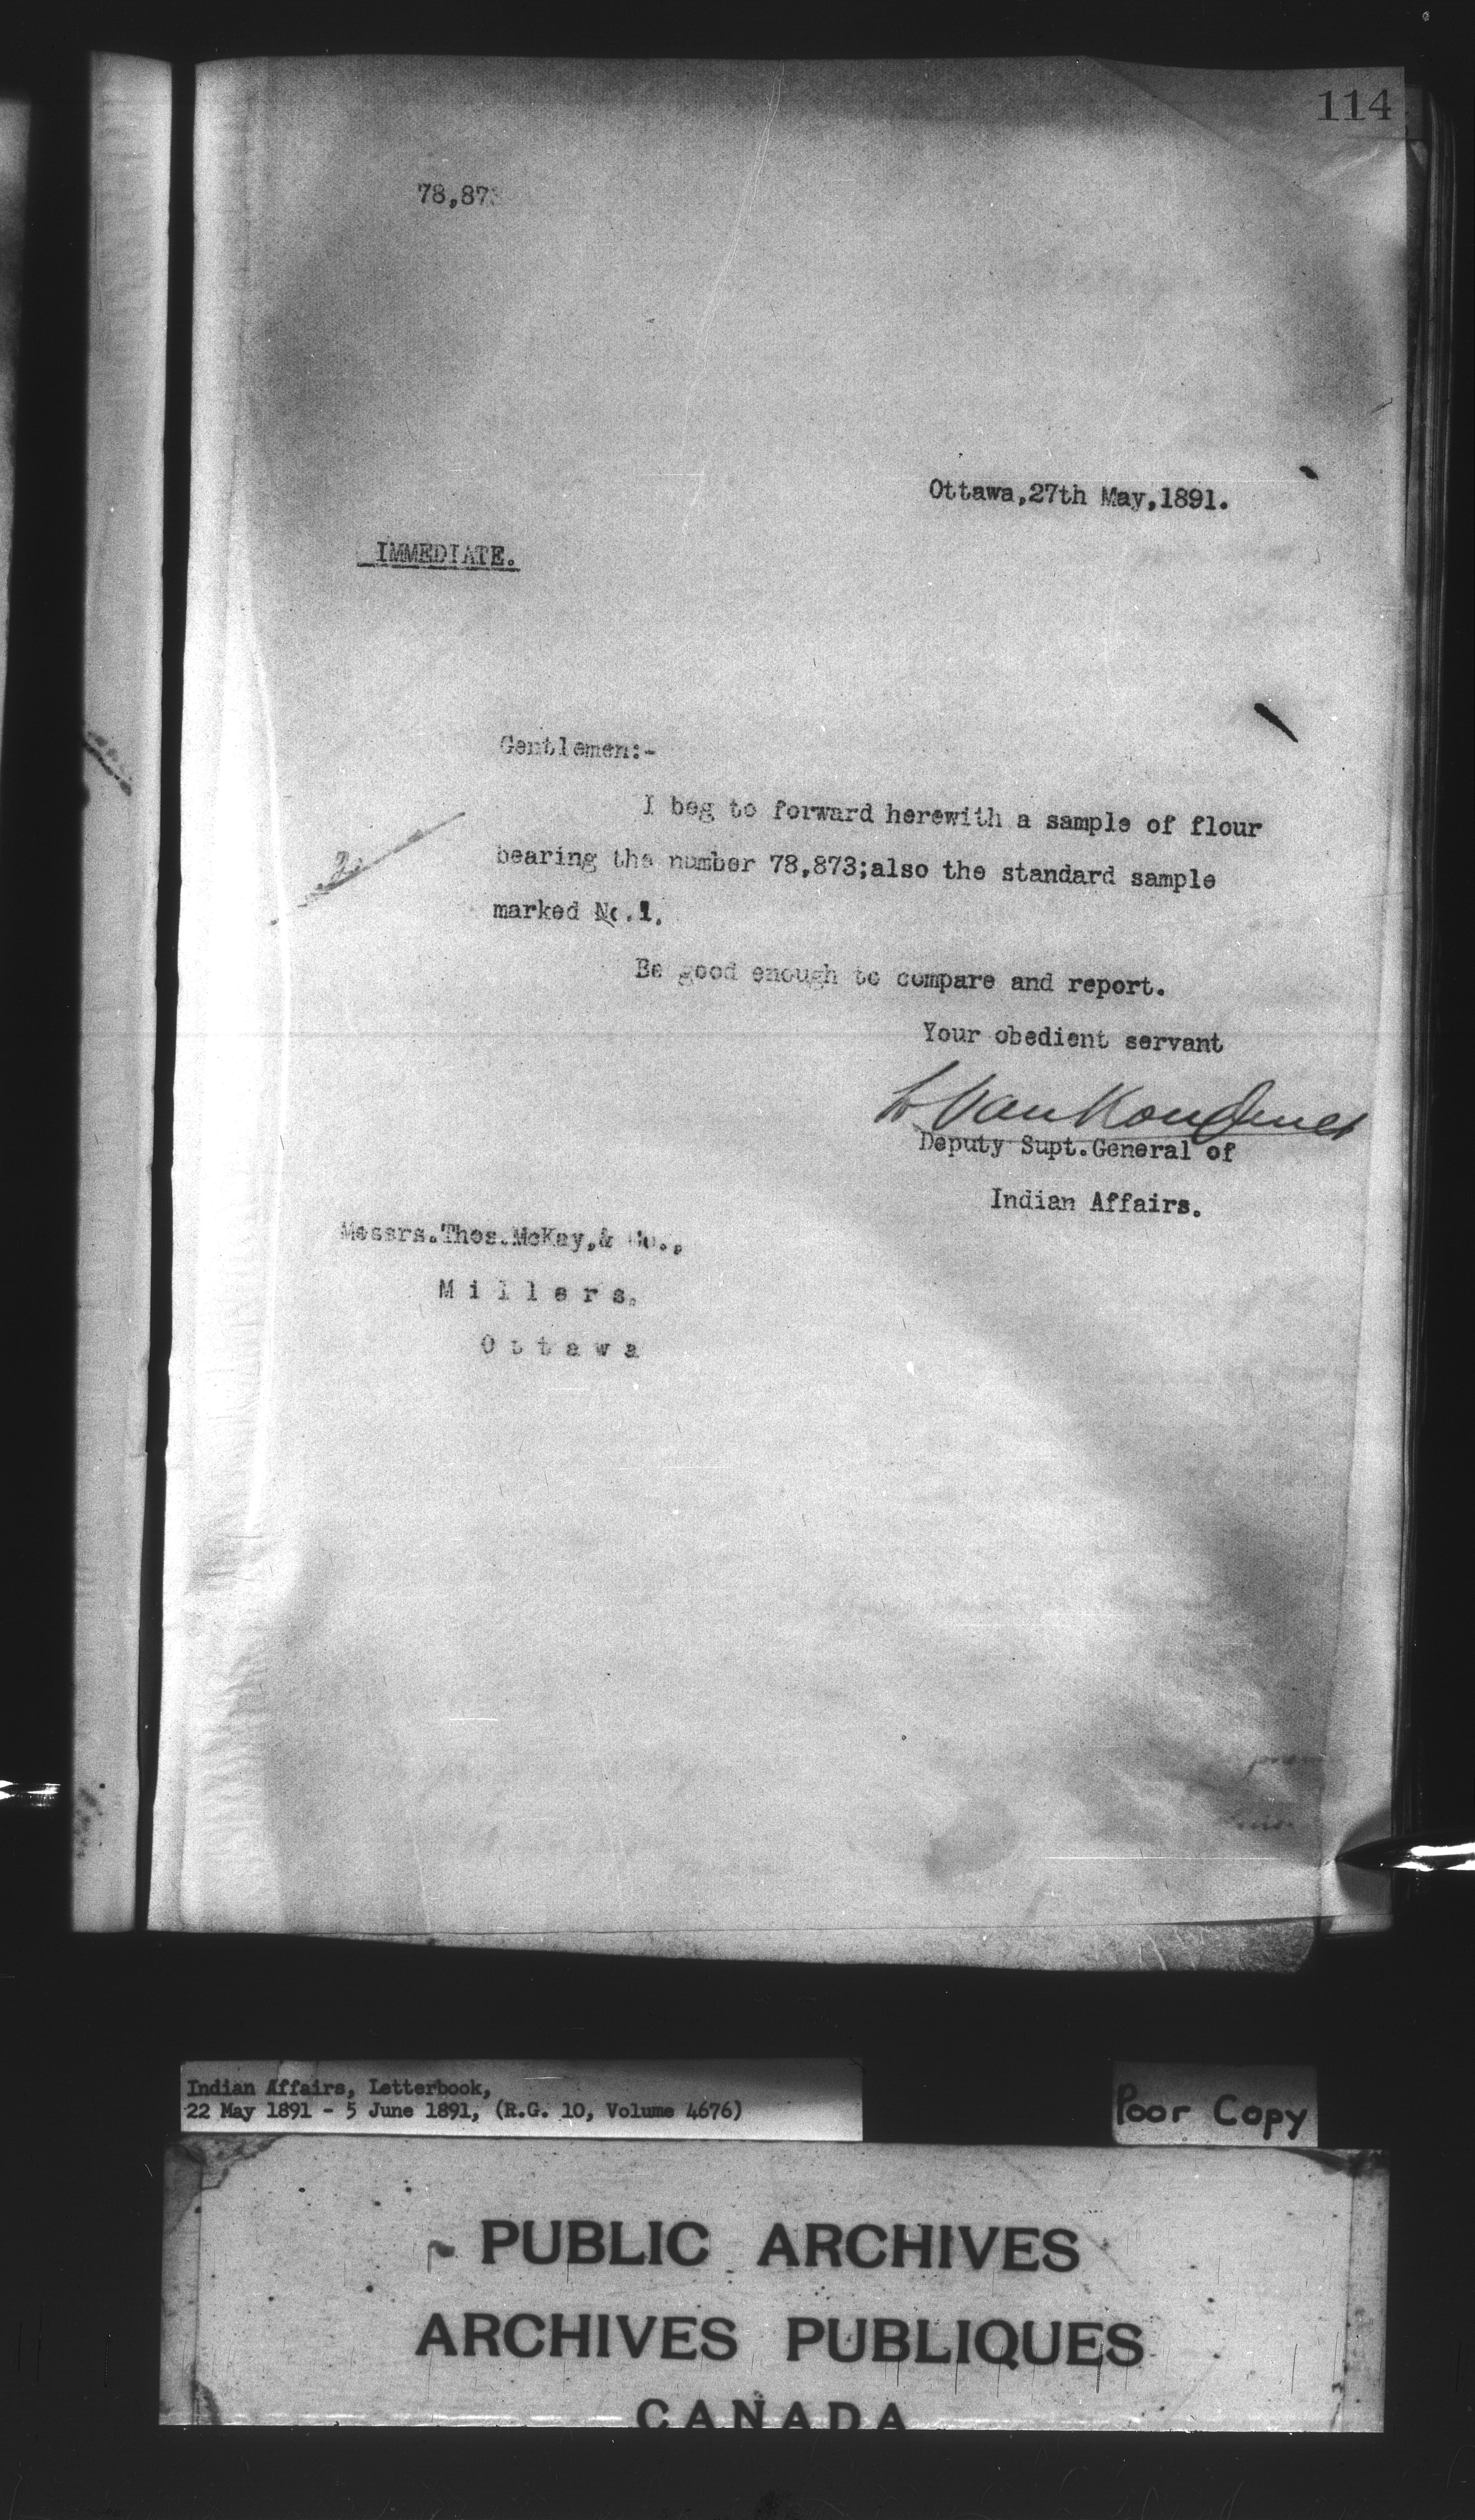 114
78,873
Ottawa,27th May,1891.
IMMEDIATE.
Gentlemen:-
I beg to forward herewith a sample of flour
bearing the number 78,873;also the standard sample
marked No.1.
Be good enough to compare and report.
Your obedient servant
L VanKoughnet
Deputy Supt.General of
Indian Affairs.
Messrs.Thos.McKay,& Co.,
Millers.
Ottawa
Indian Affairs, Letterbook,
22 May 1891 - 5 June 1891, (R.G. 10, Volume 4676)
Poor Copy
PUBLIC ARCHIVES
ARCHIVES PUBLIQUES
CANADA